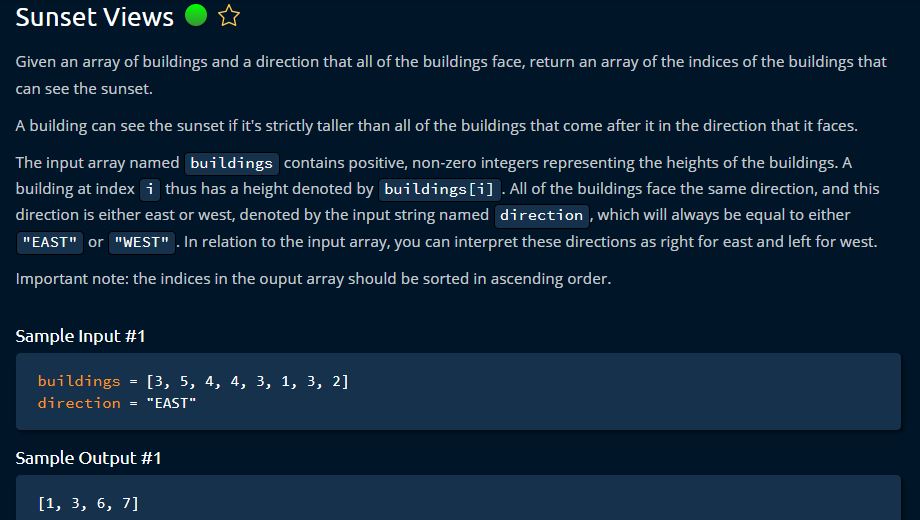 Sunset Views
Given an array of buildings and a direction that all of the buildings face, return an array of the indices of the buildings that
can see the sunset.
A building can see the sunset if it's strictly taller than all of the buildings that come after it in the direction that it faces.
The input array named buildings contains positive, non-zero integers representing the heights of the buildings. A
building at index i thus has a height denoted by buildings[i]. All of the buildings face the same direction, and this
direction is either east or west, denoted by the input string named direction, which will always be equal to either
"EAST" or "WEST". In relation to the input array, you can interpret these directions as right for east and left for west.
Important note: the indices in the ouput array should be sorted in ascending order.
Sample Input #1
buildings = [3, 5, 4, 4, 3, 1, 3, 2]
direction = "EAST"
Sample Output #1
[1, 3, 6, 7]